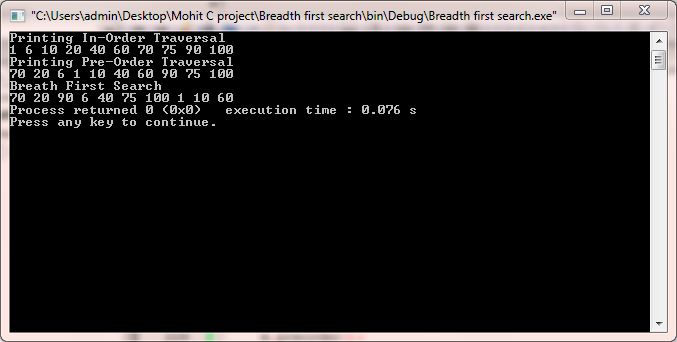 "C:\Users\admin\Desktop\Mohit C project\Breadth first search\bin\Debug\Breadth first search.exe"
Printing In-Order Traversal
1 6 10 20 40 60 70 75 90 100
Printing Pre-Order Traversal
70 20 6 1 10 40 60 90 75 100
Breath First Search
70 20 90 6 40 75 100 1 10 60
Process returned 0 (0x0)   execution time : 0.076 s
Press any key to continue.